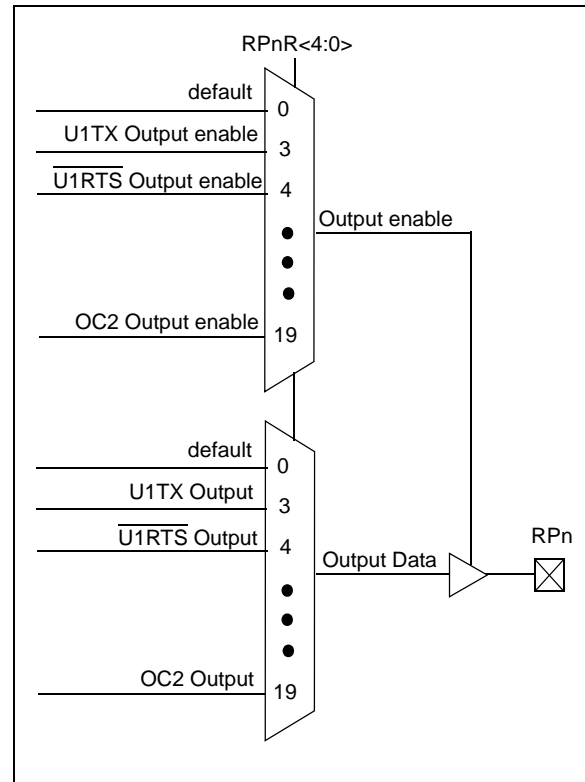 RPnR<4:0>
default
0
U1TX Output enable
3
U1RTS Output enable
4
Output enable
OC2 Output enable
19
default
0
U1TX Output
3
U1RTS Output
4
RPn
Output Data
OC2 Output
19